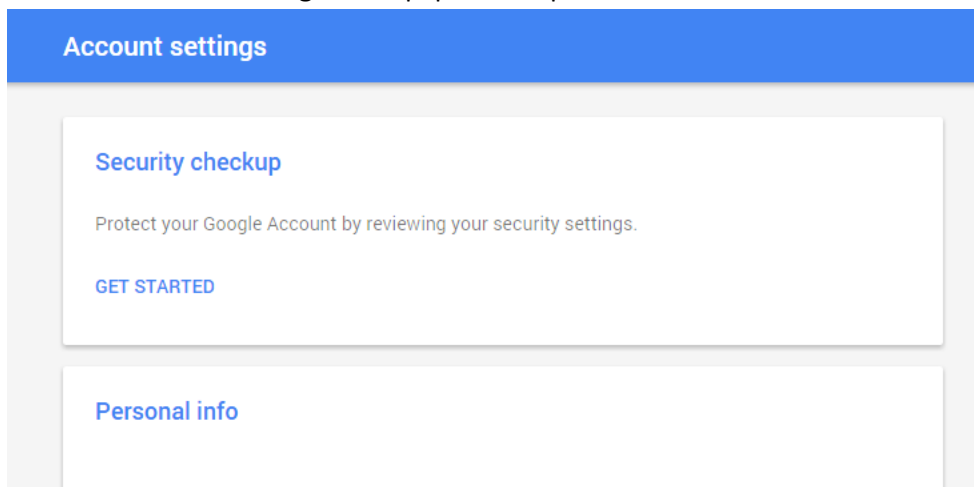 Account settings
Security checkup
Protect your Google Account by reviewing your security settings.
GET STARTED
Personal info